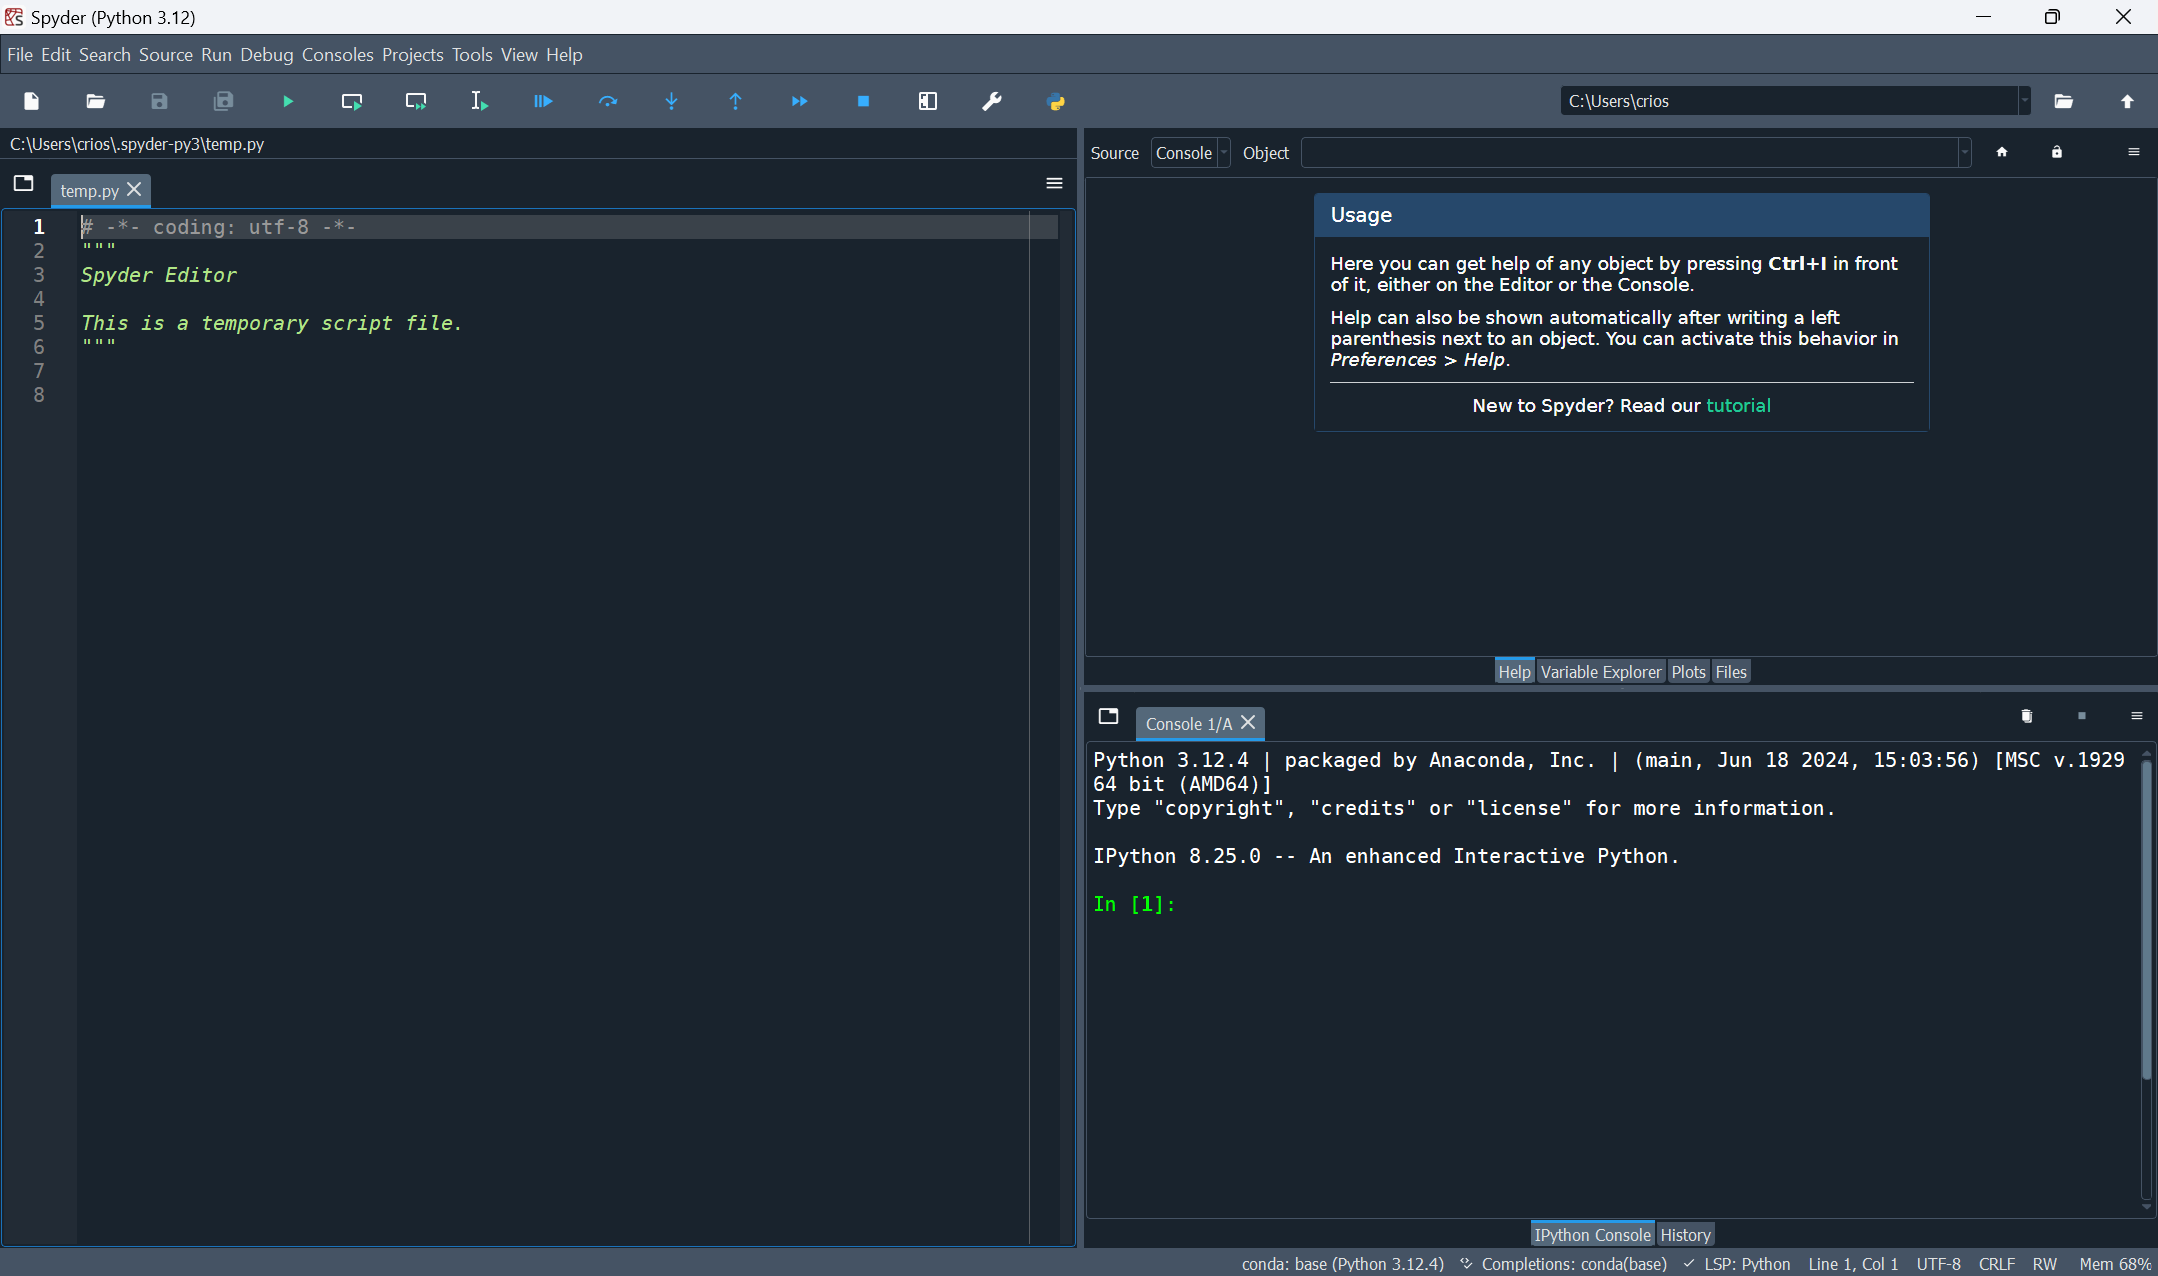 Spyder (Python 3.12)
File Edit Search Source Run Debug Consoles Projects Tools View Help
C:\Users\crios
C:\Users\crios\.spyder-py3\temp.py
temp.py
1 # -*- coding: utf-8 -*-
2 """
3 Spyder Editor
4
5 This is a temporary script file.
6 """
7
8
Source Console Object
Usage
Here you can get help of any object by pressing Ctrl+I in front
of it, either on the Editor or the Console.
Help can also be shown automatically after writing a left
parenthesis next to an object. You can activate this behavior in
Preferences > Help.
New to Spyder? Read our tutorial
Help Variable Explorer Plots Files
Console 1/A
Python 3.12.4 | packaged by Anaconda, Inc. | (main, Jun 18 2024, 15:03:56) [MSC v.1929
64 bit (AMD64)]
Type "copyright", "credits" or "license" for more information.
IPython 8.25.0 -- An enhanced Interactive Python.
In [1]:
IPython Console History
conda: base (Python 3.12.4) Completions: conda(base) LSP: Python Line 1, Col 1 UTF-8 CRLF RW Mem 68%